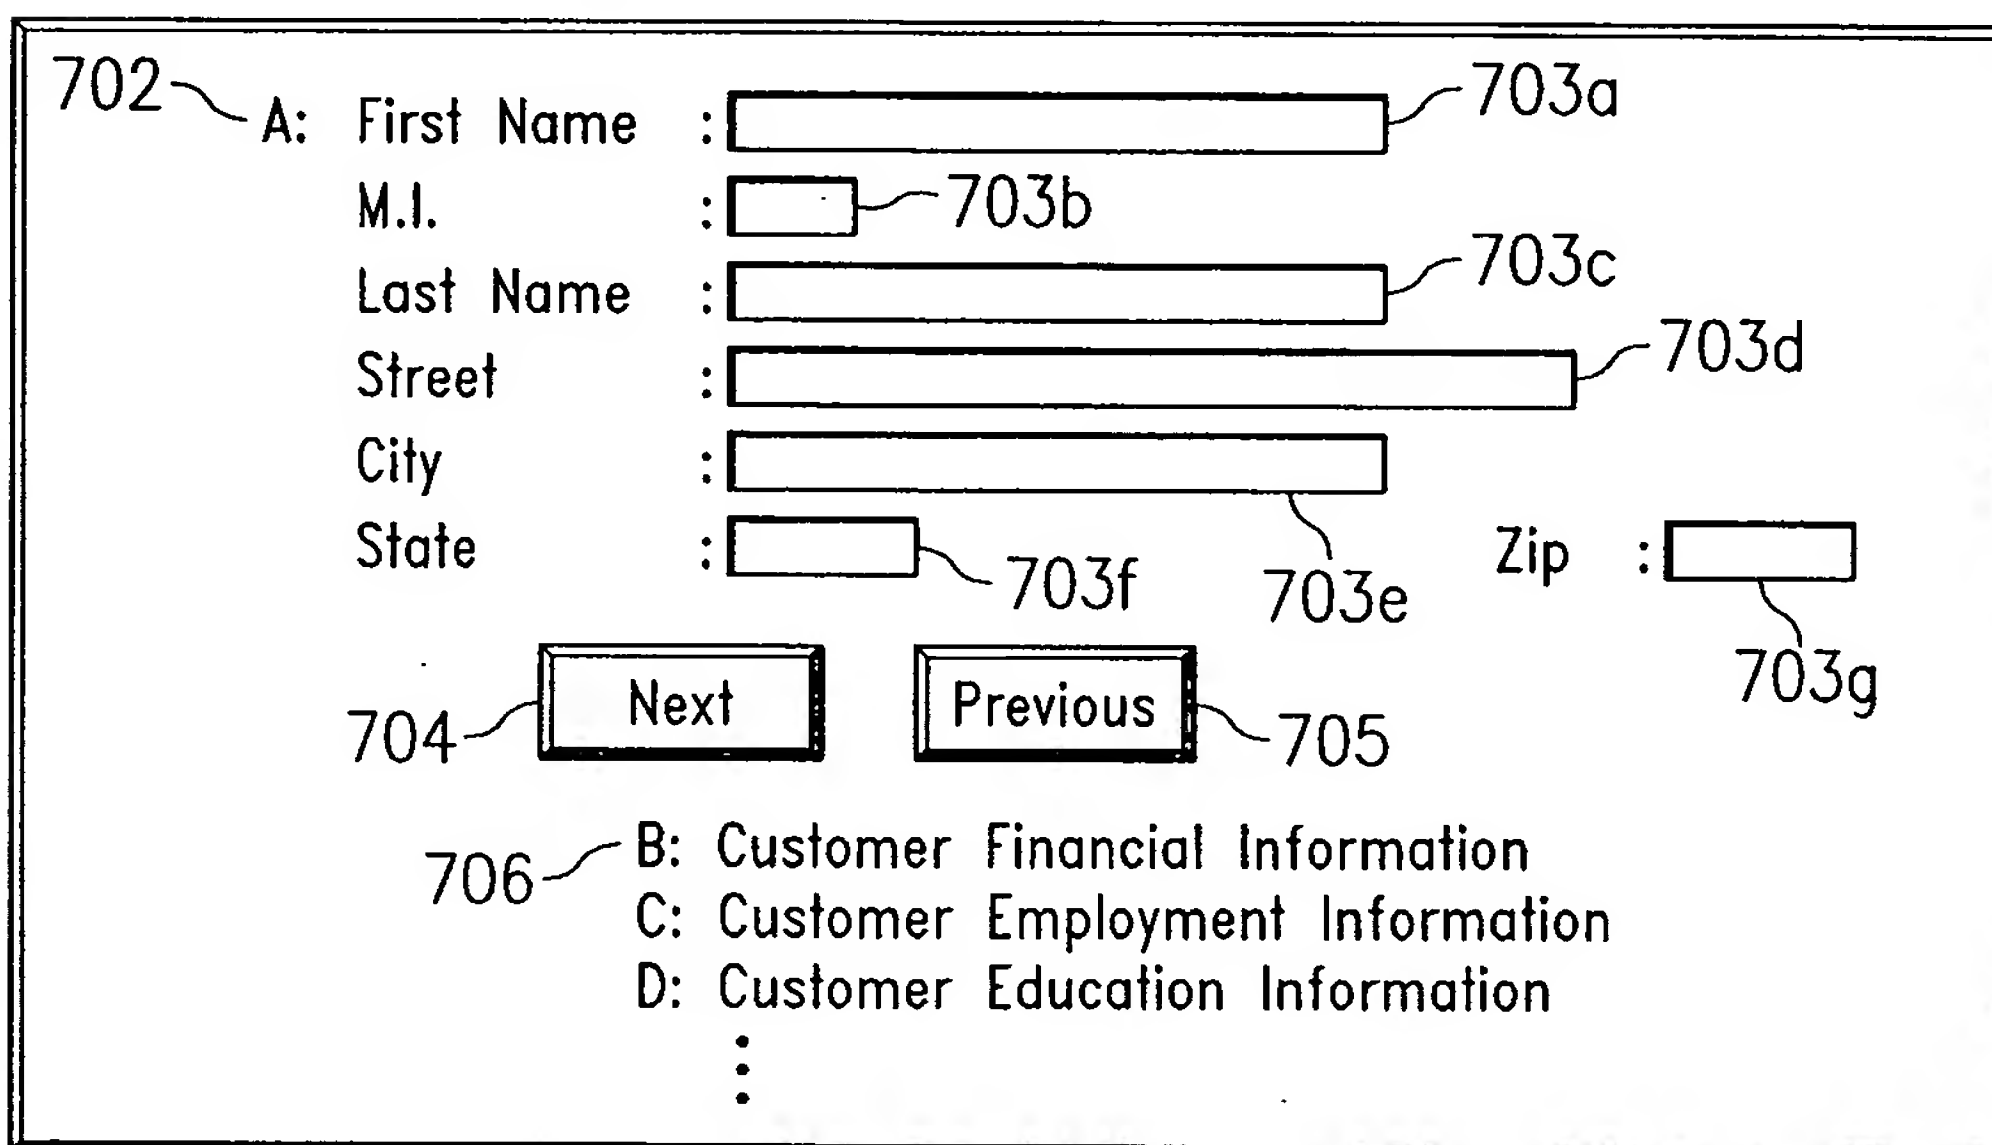 702 A: First Name : 703a
M.I. : 703b
Last Name : 703c
Street : 703d
City : 703e
State : 703f Zip : 703g
704 Next Previous 705
706 B: Customer Financial Information
C: Customer Employment Information
D: Customer Education Information